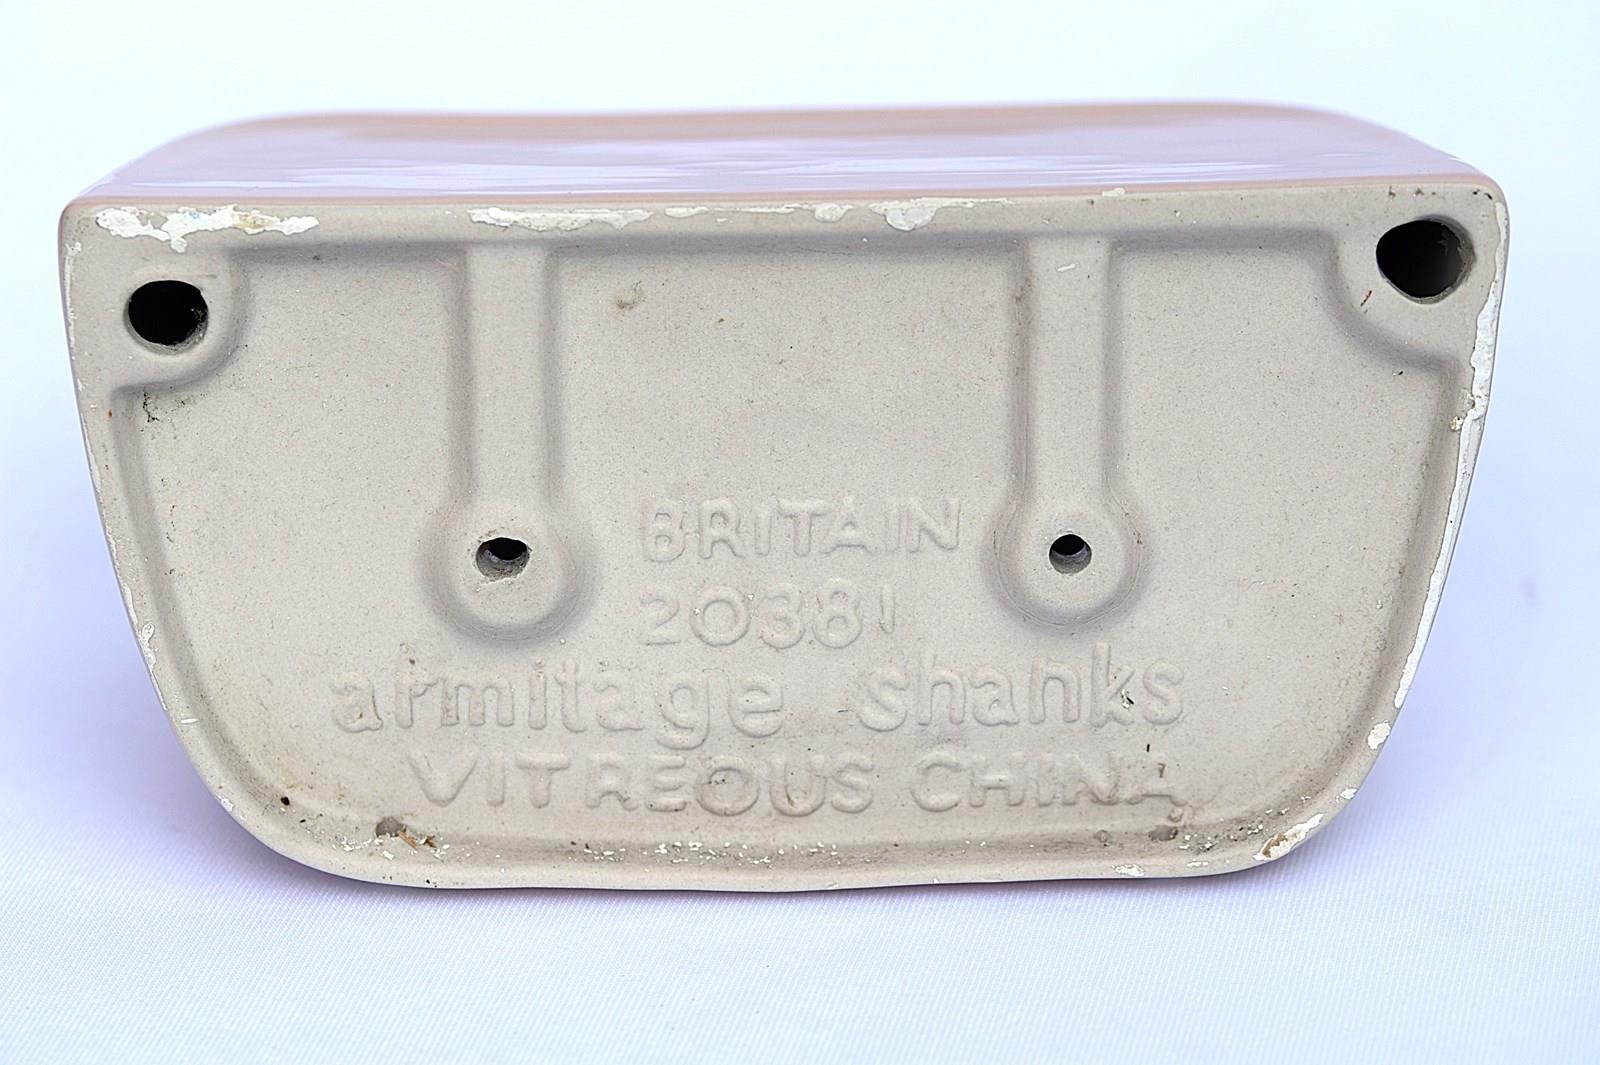 BRITAIN
20381
armitage shanks
VITREOUS CHINA